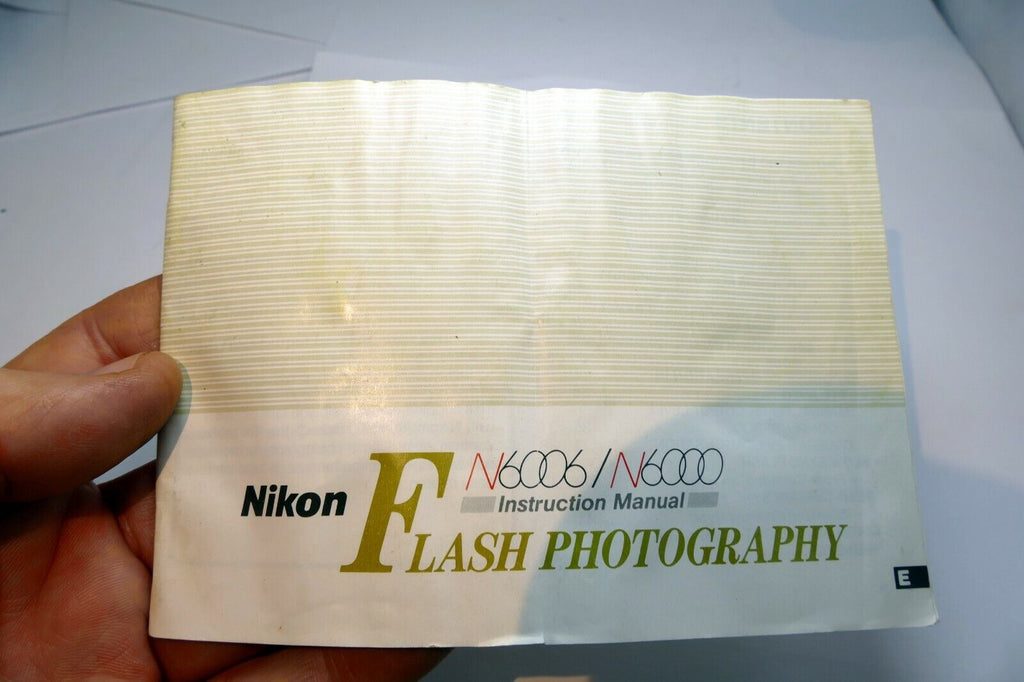 N6006/N6000
Instruction Manual
Nikon FLASH PHOTOGRAPHY
E